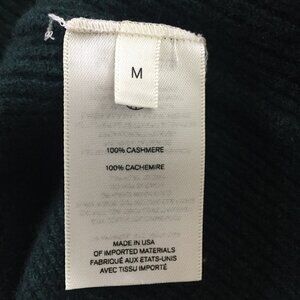 M
100% CASHMERE
100% CACHEMIRE
MADE IN USA
OF IMPORTED MATERIALS
FABRIQUÉ AUX ETATS-UNIS
AVEC TISSU IMPORTÉ